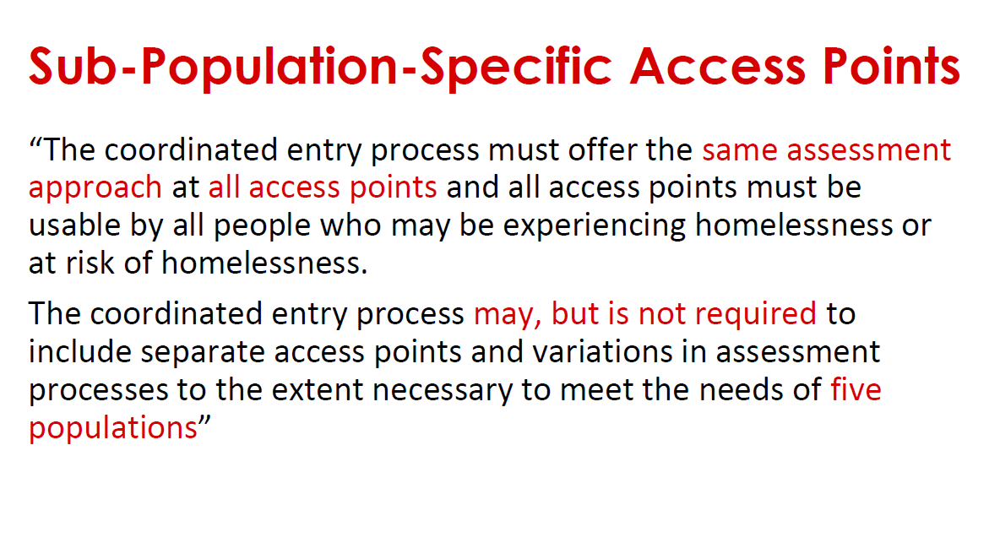 Sub-Population-Specific Access Points
“The coordinated entry process must offer the same assessment
approach at all access points and all access points must be
usable by all people who may be experiencing homelessness or
at risk of homelessness.
The coordinated entry process may, but is not required to
include separate access points and variations in assessment
processes to the extent necessary to meet the needs of five
populations”